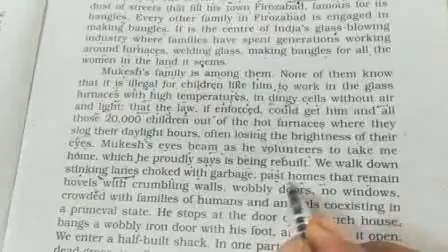 dust of streets that fill his town Firozabad, famous for its
bangles. Every other family in Firozabad is engaged in
making bangles. It is the centre of India's glass-blowing
industry where families have spent generations working
around furnaces, welding glass, making bangles for all the
women in the land it seems.
Mukesh's family is among them. None of them know
that it is illegal for children like him to work in the glass
furnaces with high temperatures, in dingy cells without air
and light; that the law, if enforced, could get him and all
those 20,000 children out of the hot furnaces where they
slog their daylight hours, often losing the brightness of their
eyes. Mukesh's eyes beam as he volunteers to take me
home, which he proudly says is being rebuilt. We walk down
stinking lanes choked with garbage, past homes that remain
hovels with crumbling walls, wobbly doors, no windows,
crowded with families of humans and coexisting in
a primeval state. He stops at the door house,
bangs a wobbly iron door with his foot, it open.
We enter a half-built shack. In one part